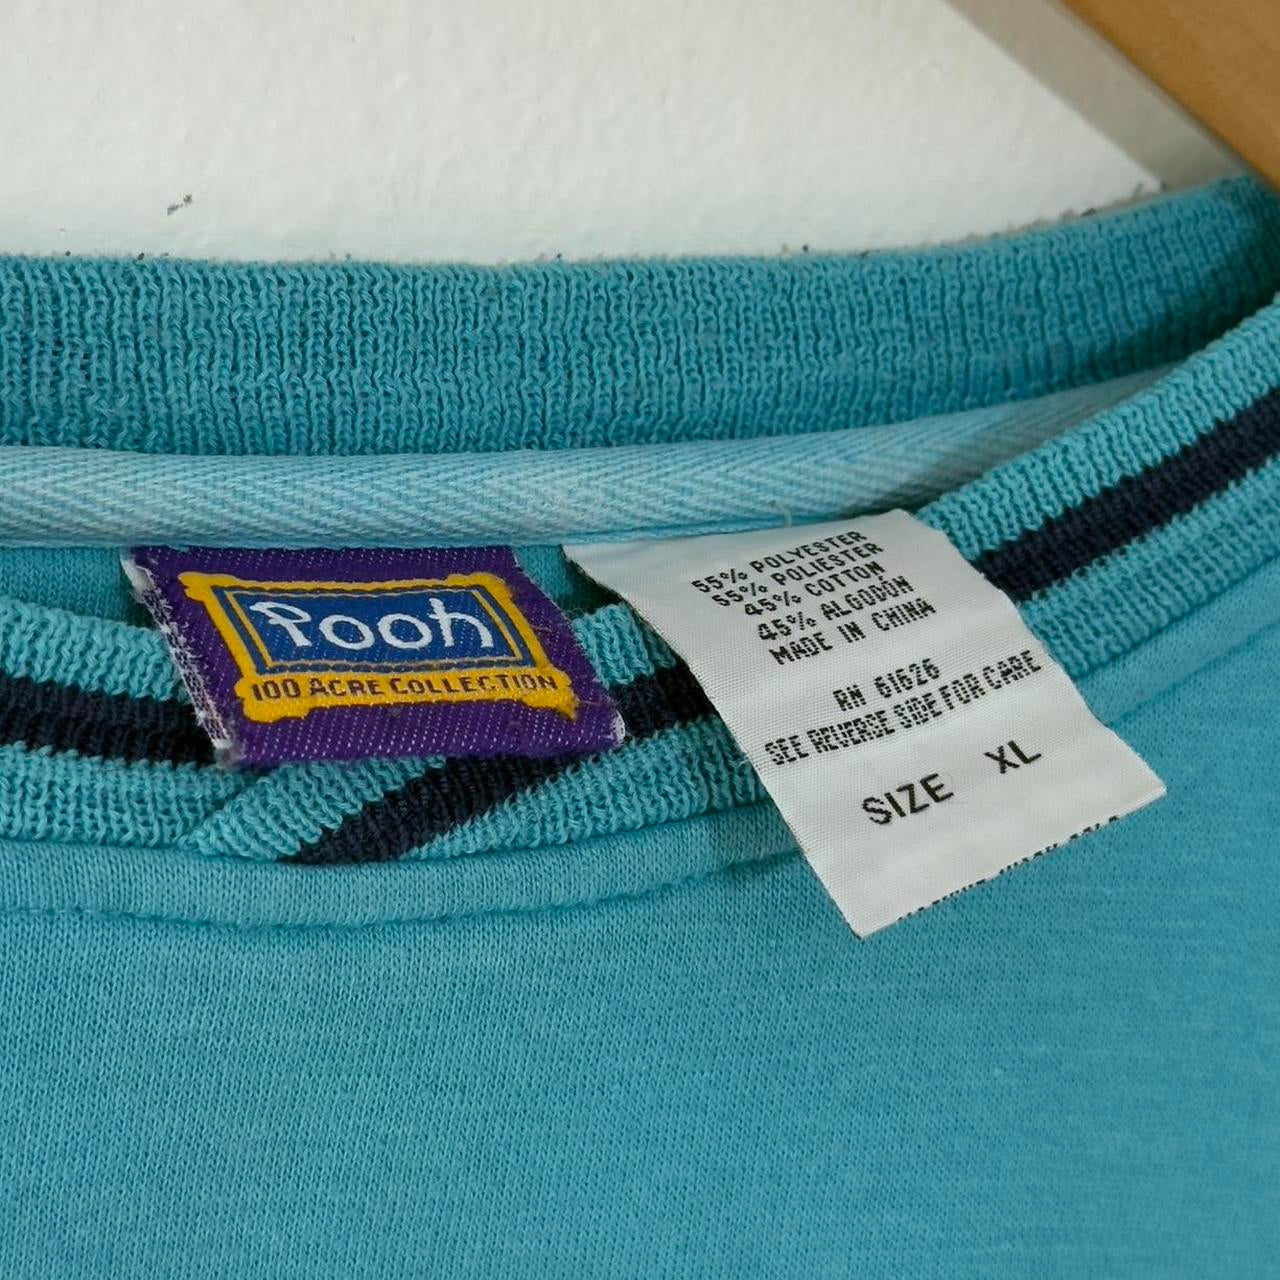 Pooh
100 ACRE COLLECTION
55% POLYESTER
55% POLIESTER
45% COTTON
45% ALGODÓN
MADE IN CHINA
RN 61626
SEE REVERSE SIDE FOR CARE
SIZE XL